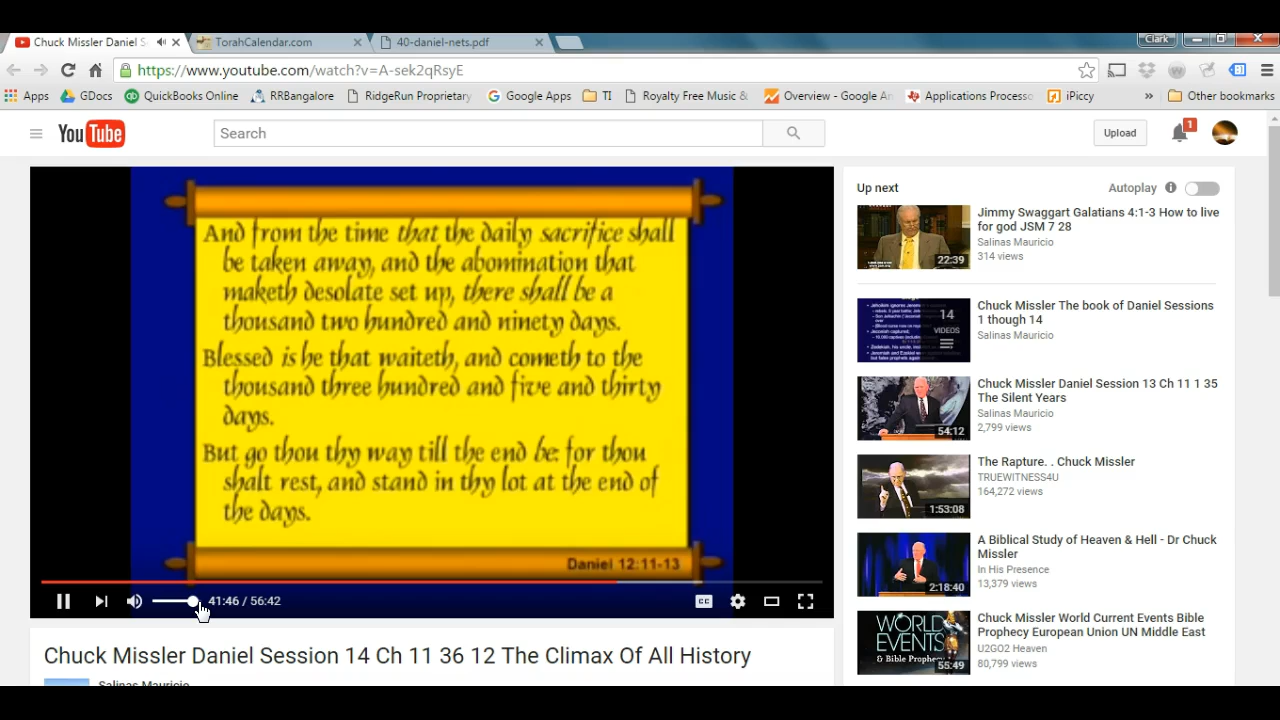 Chuck Missler Daniel S
TorahCalendar.com
40-daniel-nets.pdf
Clark
https://www.youtube.com/watch?v=A-sek2qRsyE
Apps
GDocs
QuickBooks Online
RRBangalore
RidgeRun Proprietary
Google Apps
TI
Royalty Free Music &
Overview - Google An
Applications Processo
iPiccy
»
Other bookmarks
YouTube
Search
Upload
1
And from the time that the daily sacrifice shall
be taken away, and the abomination that
maketh desolate set up, there shall be a
thousand two hundred and ninety days.
Blessed is he that waiteth, and cometh to the
thousand three hundred and five and thirty
days.
But go thou thy way till the end be: for thou
shalt rest, and stand in thy lot at the end of
the days.
Daniel 12:11-13
41:46 / 56:42
CC
Chuck Missler Daniel Session 14 Ch 11 36 12 The Climax Of All History
Salinas Mauricio
Up next
Autoplay
22:39
Jimmy Swaggart Galatians 4:1-3 How to live
for god JSM 7 28
Salinas Mauricio
314 views
14
VIDEOS
Chuck Missler The book of Daniel Sessions
1 though 14
Salinas Mauricio
54:12
Chuck Missler Daniel Session 13 Ch 11 1 35
The Silent Years
Salinas Mauricio
2,799 views
1:53:08
The Rapture. . Chuck Missler
TRUEWITNESS4U
164,272 views
2:18:40
A Biblical Study of Heaven & Hell - Dr Chuck
Missler
In His Presence
13,379 views
WORLD
EVENTS
& Bible Prophecy
55:49
Chuck Missler World Current Events Bible
Prophecy European Union UN Middle East
U2GO2 Heaven
80,799 views